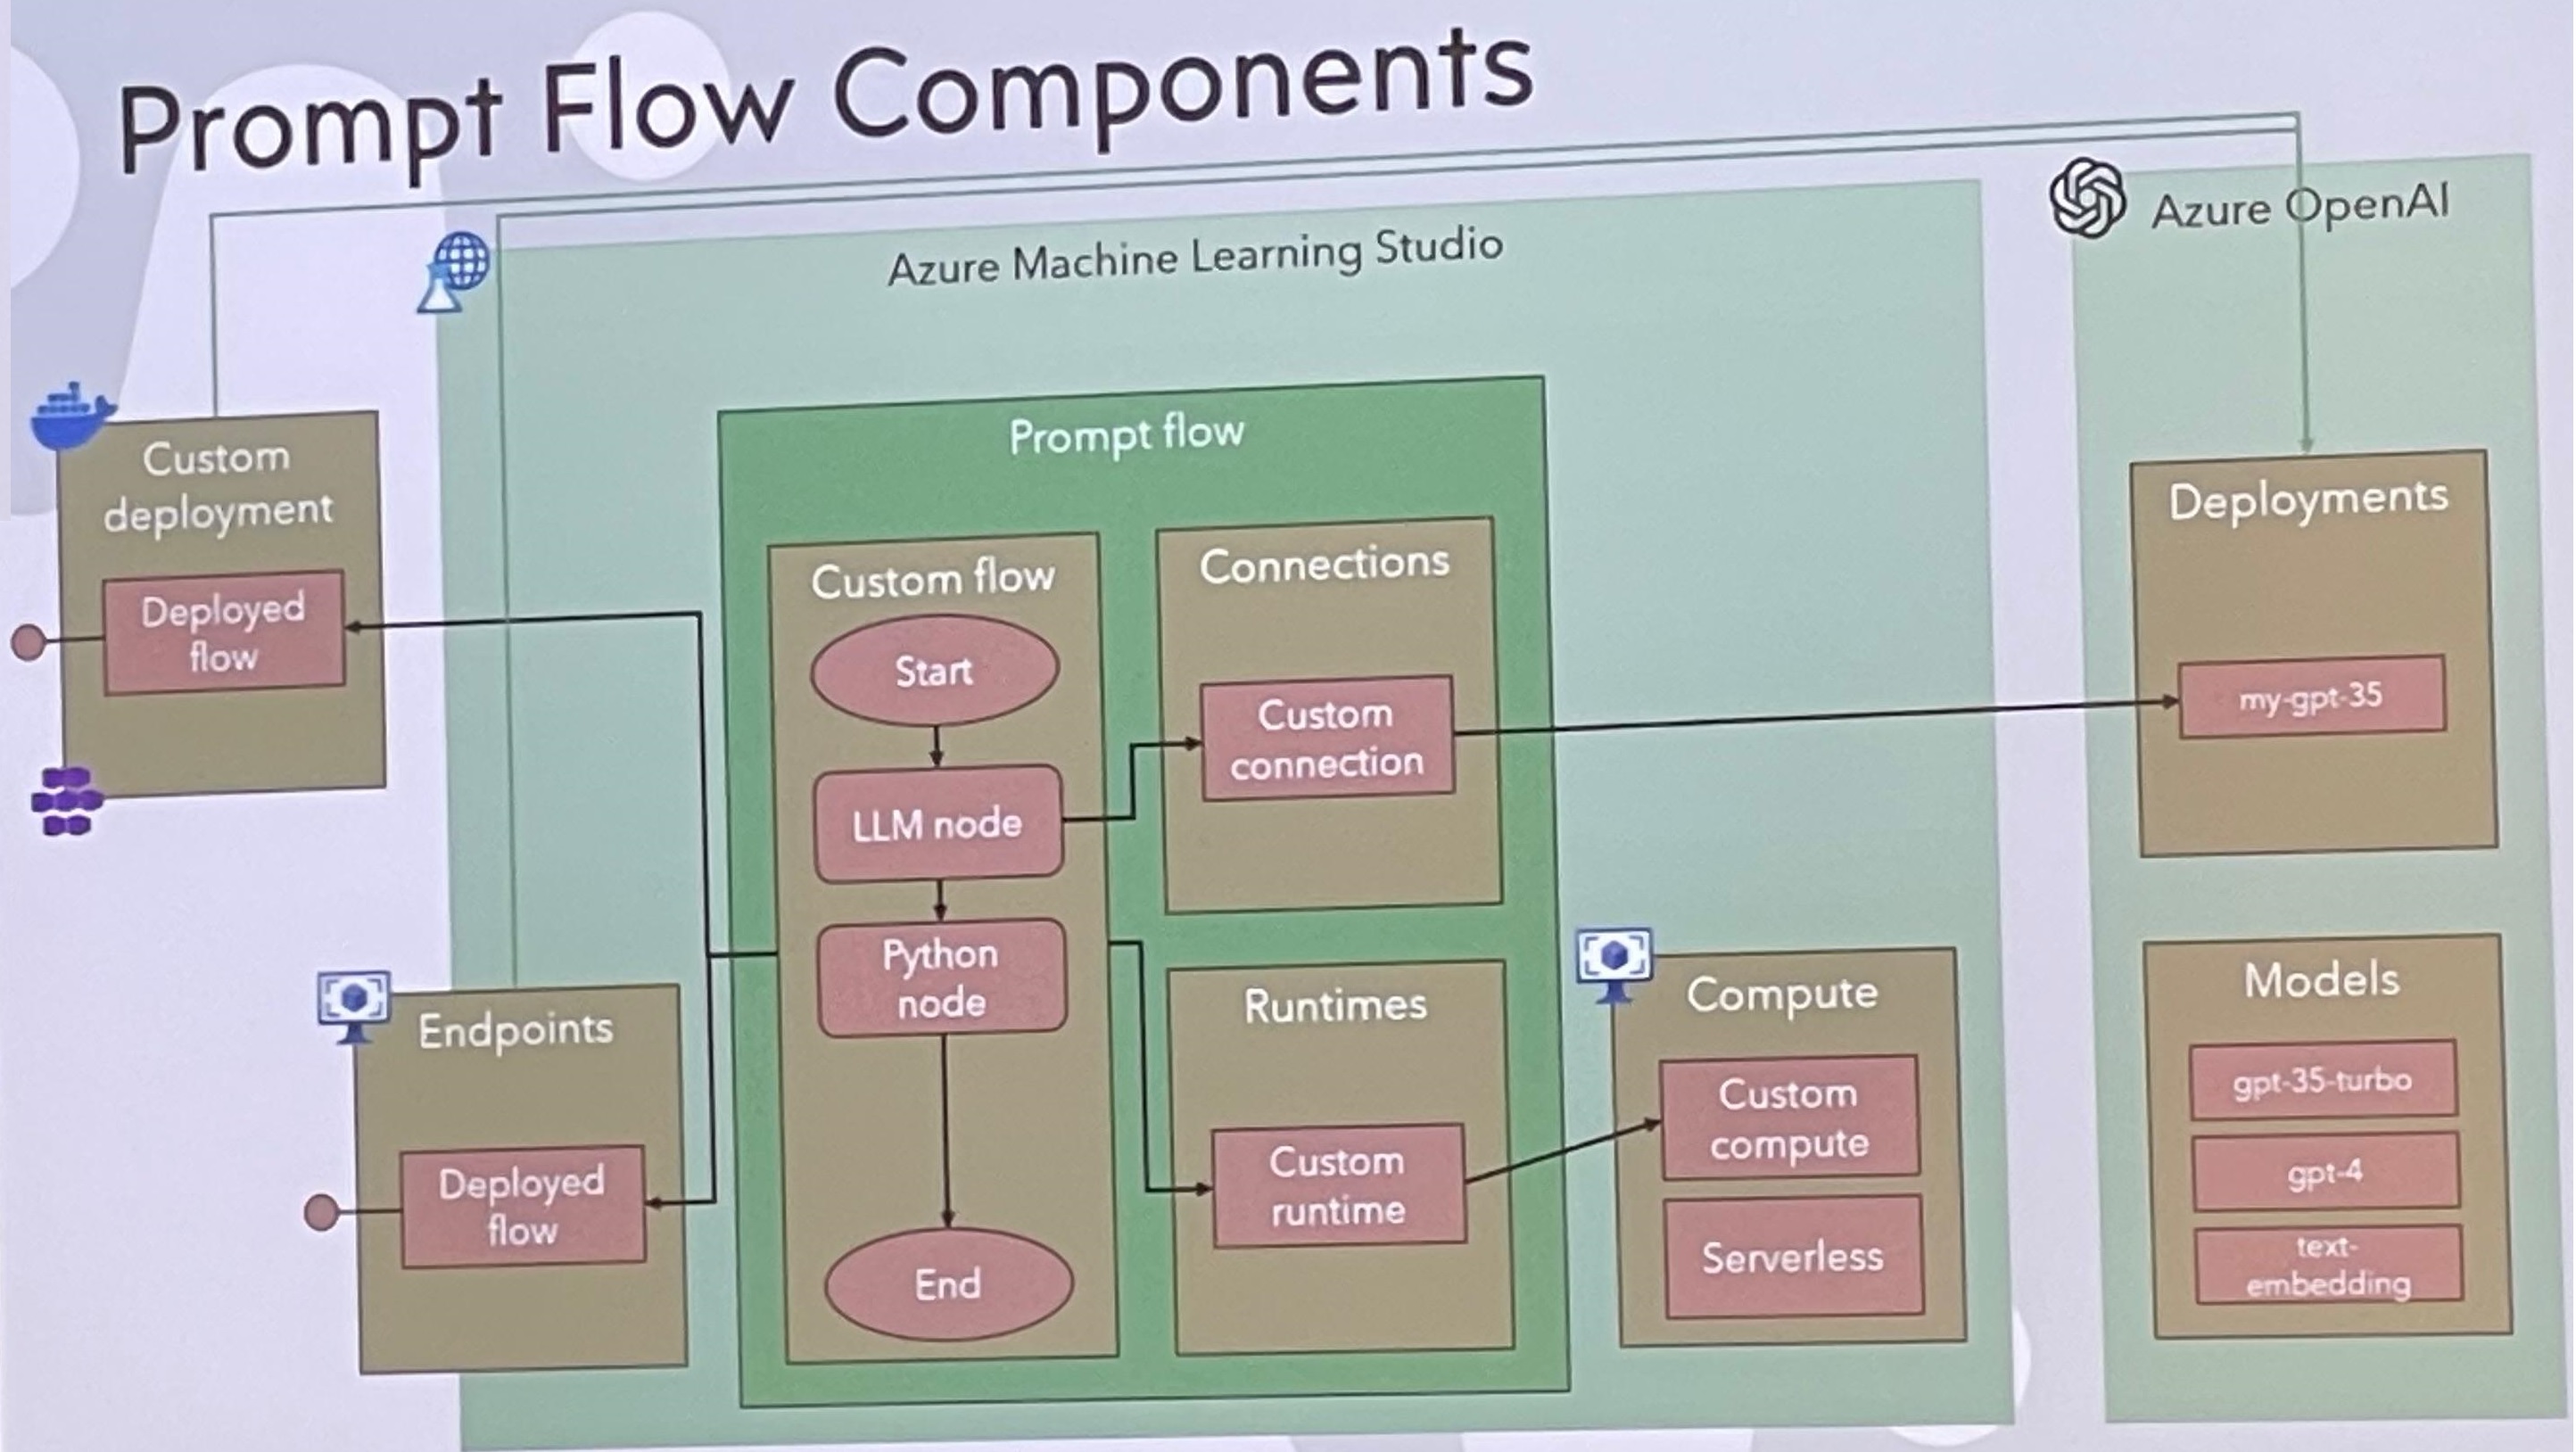 Prompt Flow Components
Azure Machine Learning Studio
Azure OpenAI
Custom
deployment
Deployed
flow
Endpoints
Deployed
flow
Prompt flow
Custom flow
Start
LLM node
Python
node
End
Connections
Custom
connection
Runtimes
Custom
runtime
Compute
Custom
compute
Serverless
Deployments
my-gpt-35
Models
gpt-35-turbo
gpt-4
text-
embedding